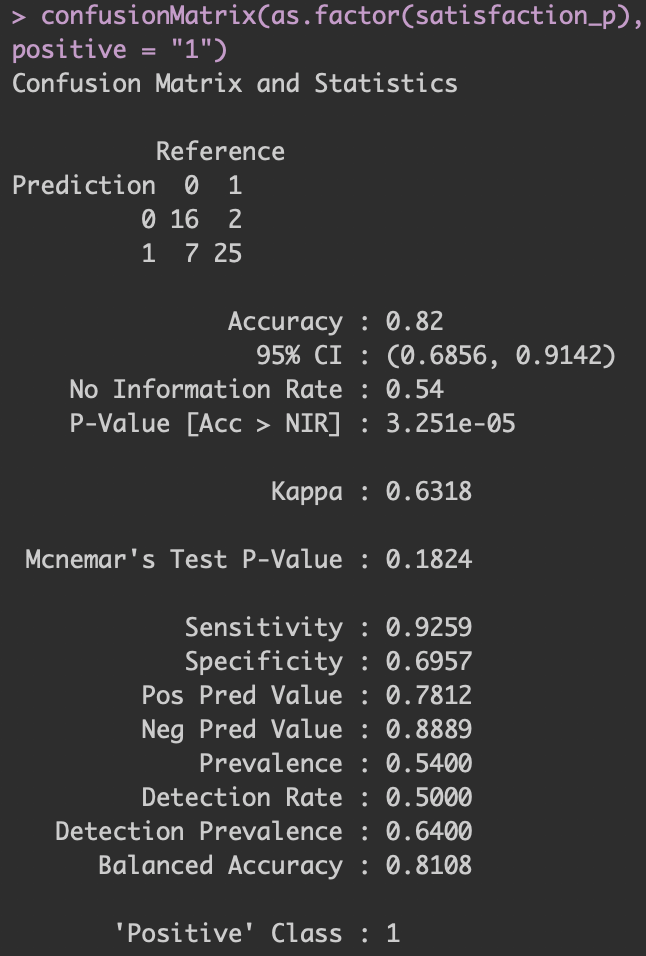 > confusionMatrix(as.factor(satisfaction_p),
positive = "1")
Confusion Matrix and Statistics
Reference
Prediction 0 1
0 16 2
1 7 25
Accuracy : 0.82
95% CI : (0.6856, 0.9142)
No Information Rate : 0.54
P-Value [Acc > NIR] : 3.251e-05
Kappa : 0.6318
Mcnemar's Test P-Value : 0.1824
Sensitivity : 0.9259
Specificity : 0.6957
Pos Pred Value : 0.7812
Neg Pred Value : 0.8889
Prevalence : 0.5400
Detection Rate : 0.5000
Detection Prevalence : 0.6400
Balanced Accuracy : 0.8108
'Positive' Class : 1